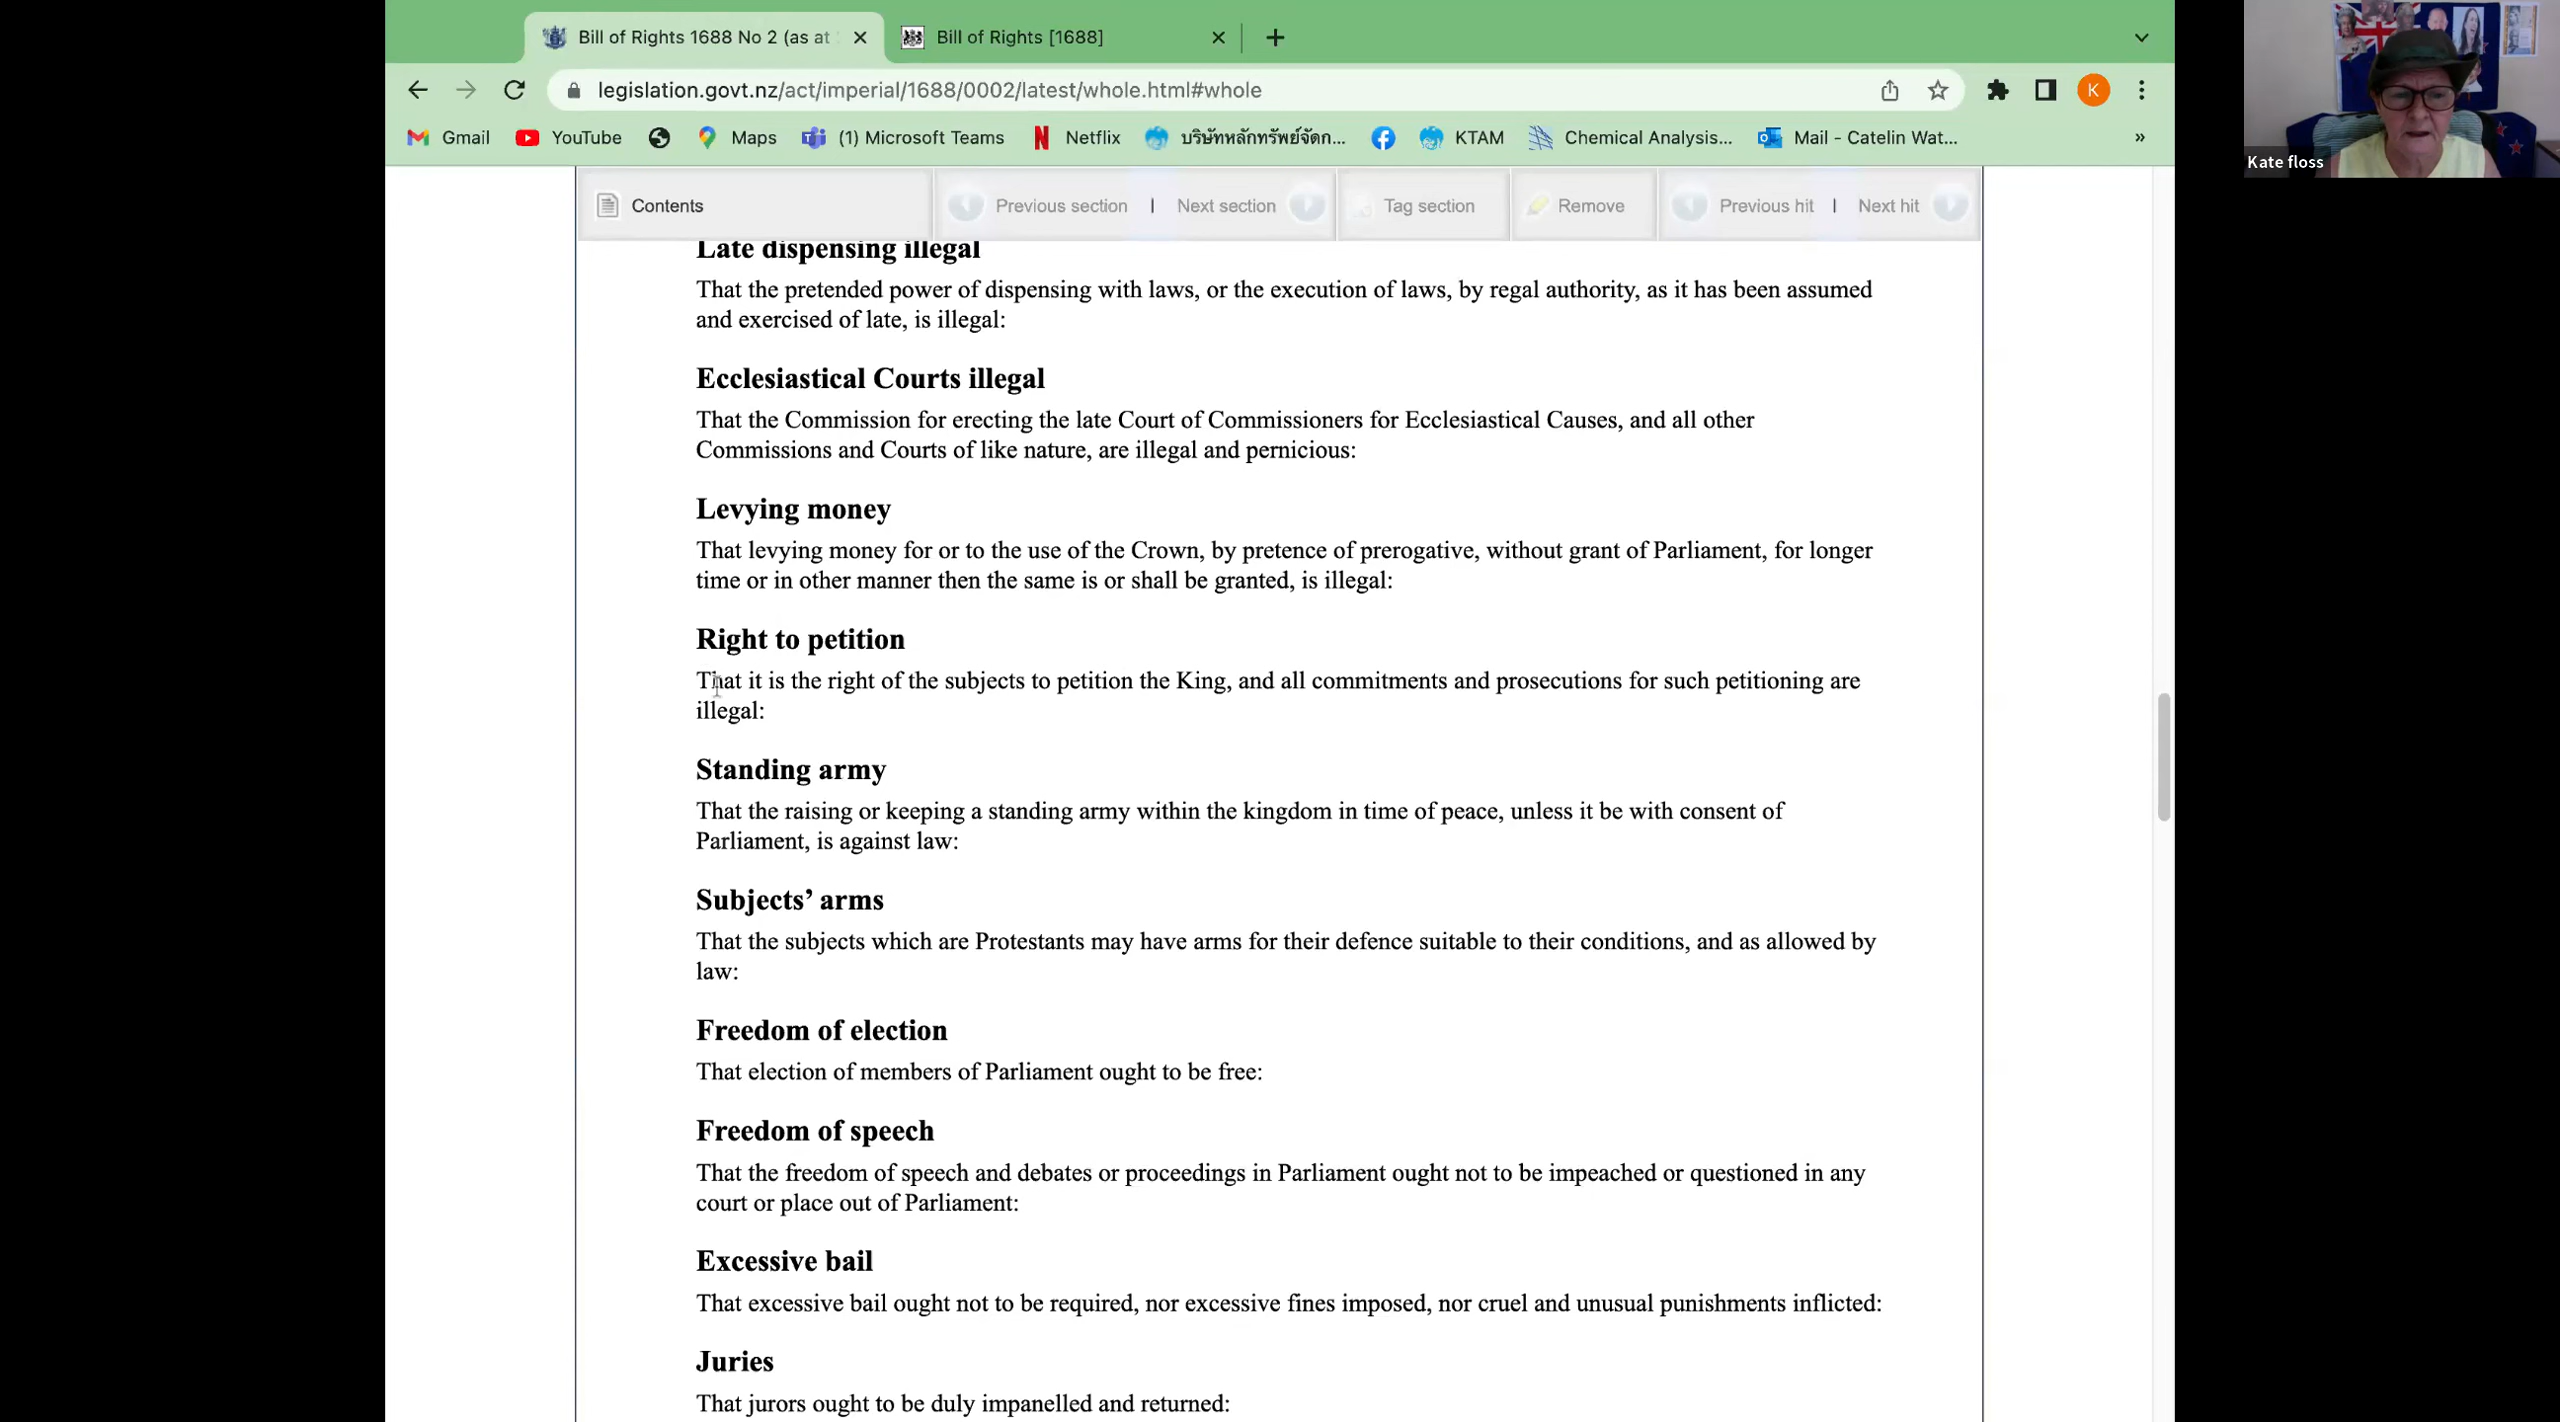 Bill of Rights 1688 No 2 (as at
Bill of Rights [1688]
legislation.govt.nz/act/imperial/1688/0002/latest/whole.html#whole
K
Gmail
YouTube
Maps
(1) Microsoft Teams
Netflix
บริษัทหลักทรัพย์จัดก...
KTAM
Chemical Analysis...
Mail - Catelin Wat...
»
Kate floss
Contents
Previous section | Next section
Tag section
Remove
Previous hit | Next hit
Late dispensing illegal
That the pretended power of dispensing with laws, or the execution of laws, by regal authority, as it has been assumed
and exercised of late, is illegal:
Ecclesiastical Courts illegal
That the Commission for erecting the late Court of Commissioners for Ecclesiastical Causes, and all other
Commissions and Courts of like nature, are illegal and pernicious:
Levying money
That levying money for or to the use of the Crown, by pretence of prerogative, without grant of Parliament, for longer
time or in other manner then the same is or shall be granted, is illegal:
Right to petition
That it is the right of the subjects to petition the King, and all commitments and prosecutions for such petitioning are
illegal:
Standing army
That the raising or keeping a standing army within the kingdom in time of peace, unless it be with consent of
Parliament, is against law:
Subjects’ arms
That the subjects which are Protestants may have arms for their defence suitable to their conditions, and as allowed by
law:
Freedom of election
That election of members of Parliament ought to be free:
Freedom of speech
That the freedom of speech and debates or proceedings in Parliament ought not to be impeached or questioned in any
court or place out of Parliament:
Excessive bail
That excessive bail ought not to be required, nor excessive fines imposed, nor cruel and unusual punishments inflicted:
Juries
That jurors ought to be duly impanelled and returned: